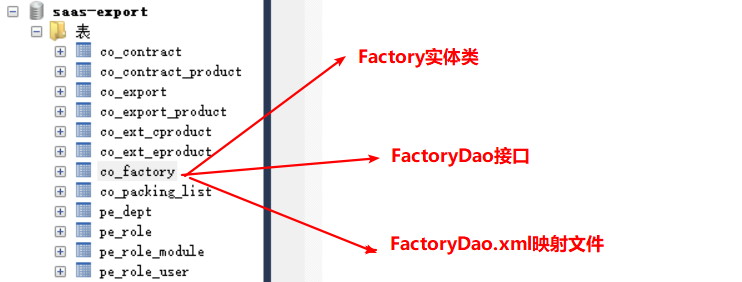 saas-export
表
co_contract
co_contract_product
co_export
co_export_product
co_ext_cproduct
co_ext_eproduct
co_factory
co_packing_list
pe_dept
pe_role
pe_role_module
pe_role_user
Factory实体类
FactoryDao接口
FactoryDao.xml映射文件